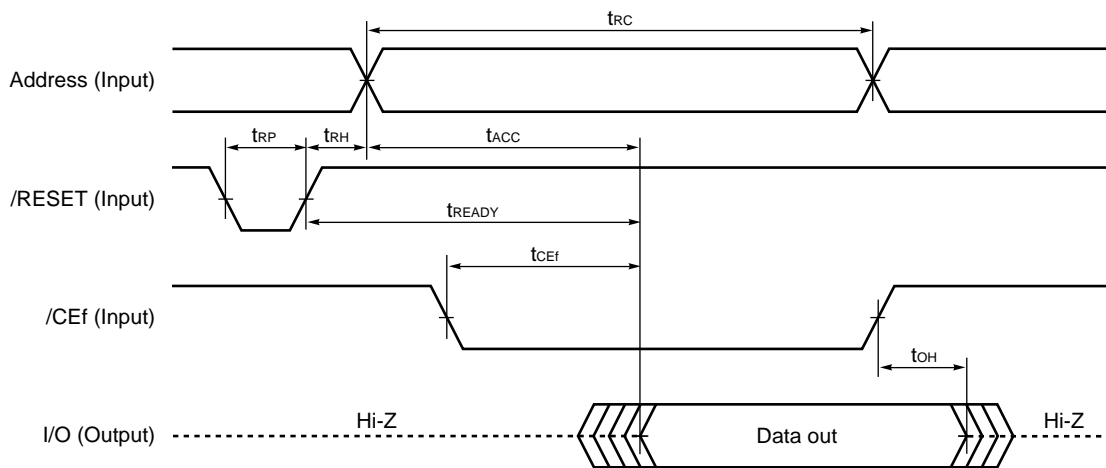 tRC
Address (Input)
tRP
tRH
tACC
/RESET (Input)
tREADY
tCEf
/CEf (Input)
tOH
I/O (Output)
Hi-Z
Data out
Hi-Z